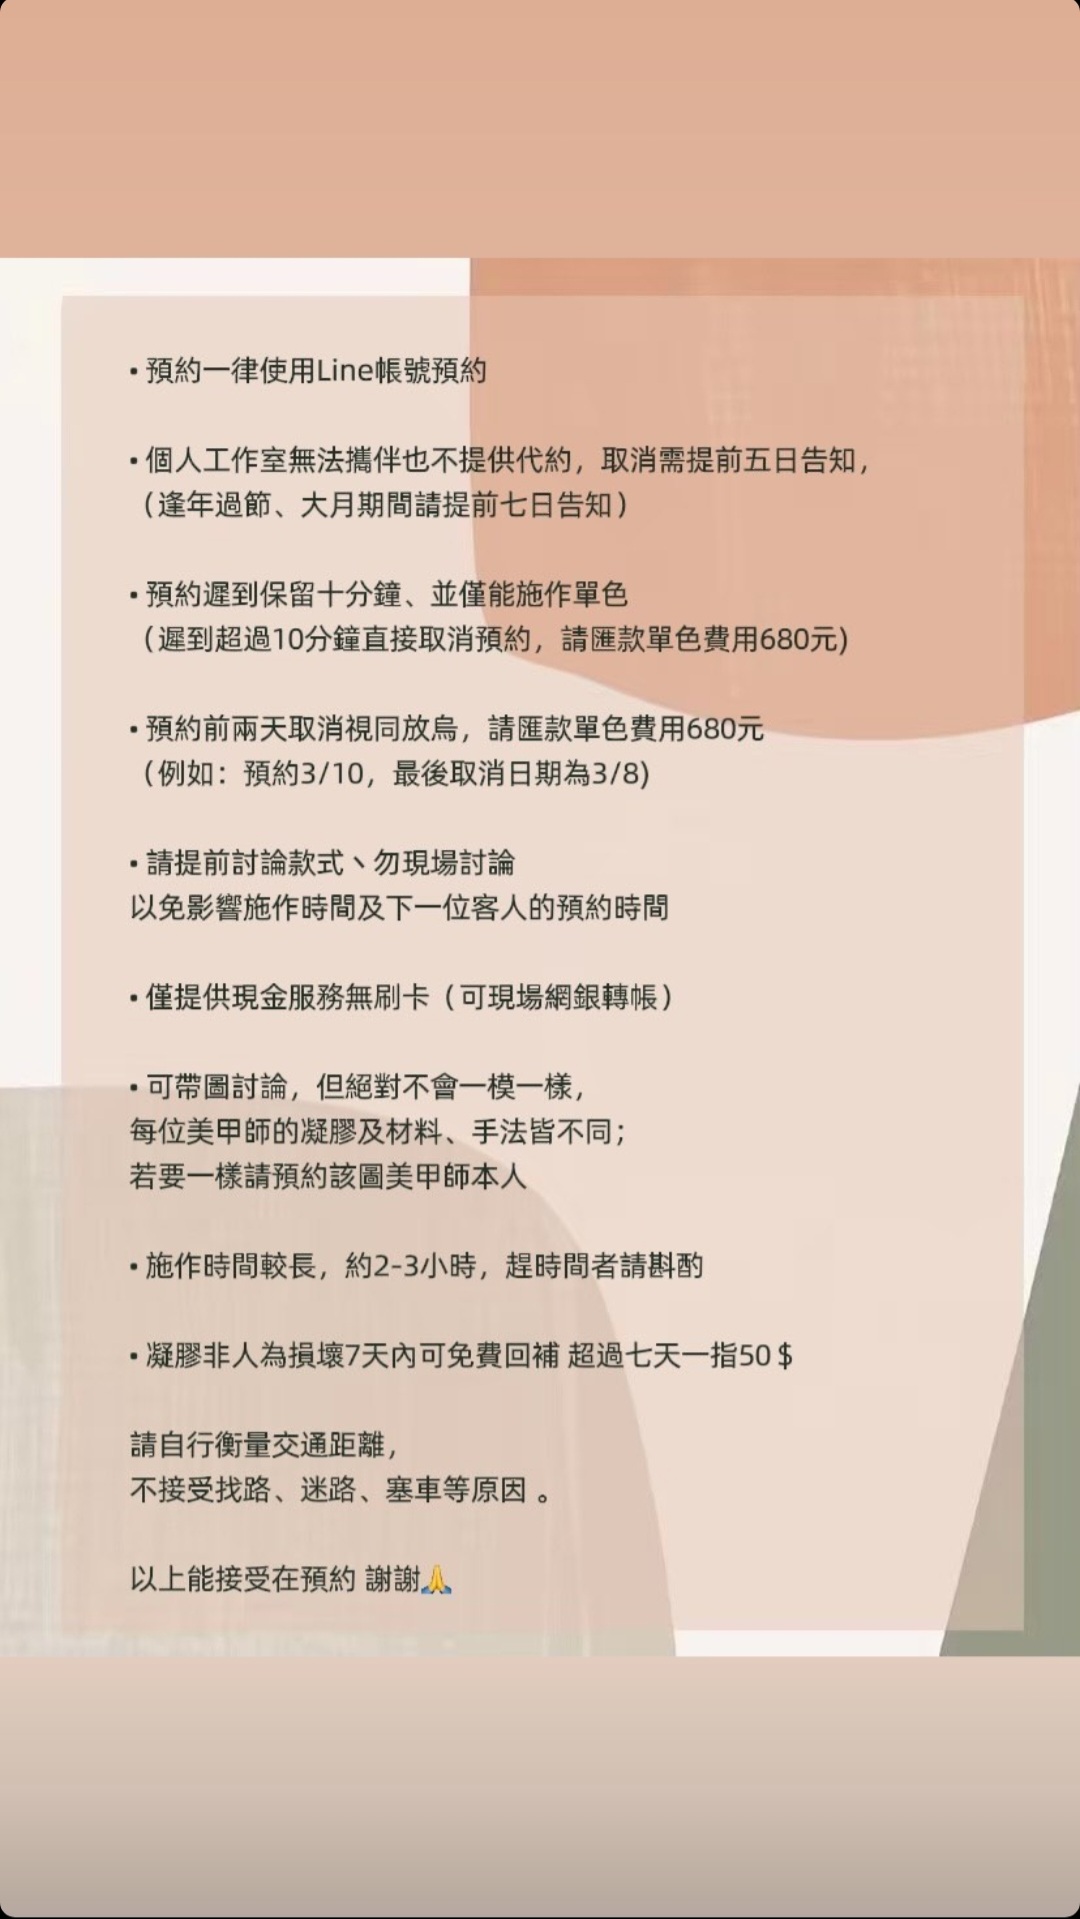 • 預約一律使用Line帳號預約
• 個人工作室無法攜伴也不提供代約，取消需提前五日告知，
（逢年過節、大月期間請提前七日告知）
• 預約遲到保留十分鐘、並僅能施作單色
（遲到超過10分鐘直接取消預約，請匯款單色費用680元)
• 預約前兩天取消視同放烏，請匯款單色費用680元
（例如：預約3/10，最後取消日期為3/8)
• 請提前討論款式丶勿現場討論
以免影響施作時間及下一位客人的預約時間
• 僅提供現金服務無刷卡（可現場網銀轉帳）
• 可帶圖討論，但絕對不會一模一樣，
每位美甲師的凝膠及材料、手法皆不同；
若要一樣請預約該圖美甲師本人
• 施作時間較長，約2-3小時，趕時間者請斟酌
• 凝膠非人為損壞7天內可免費回補 超過七天一指50＄
請自行衡量交通距離，
不接受找路、迷路、塞車等原因 。
以上能接受在預約 謝謝🙏